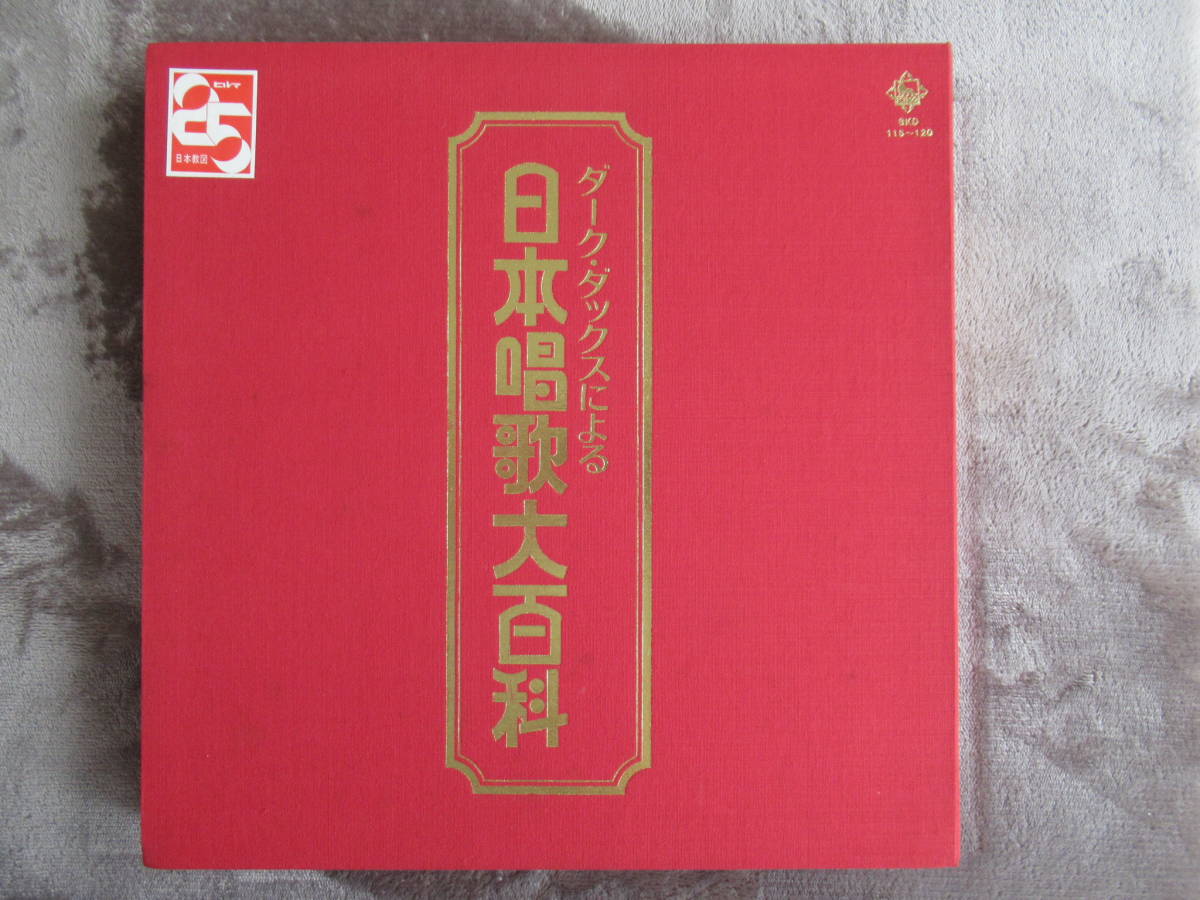 25
日本教図
SKD
115～120
ダーク・ダックスによる
日本唱歌大百科